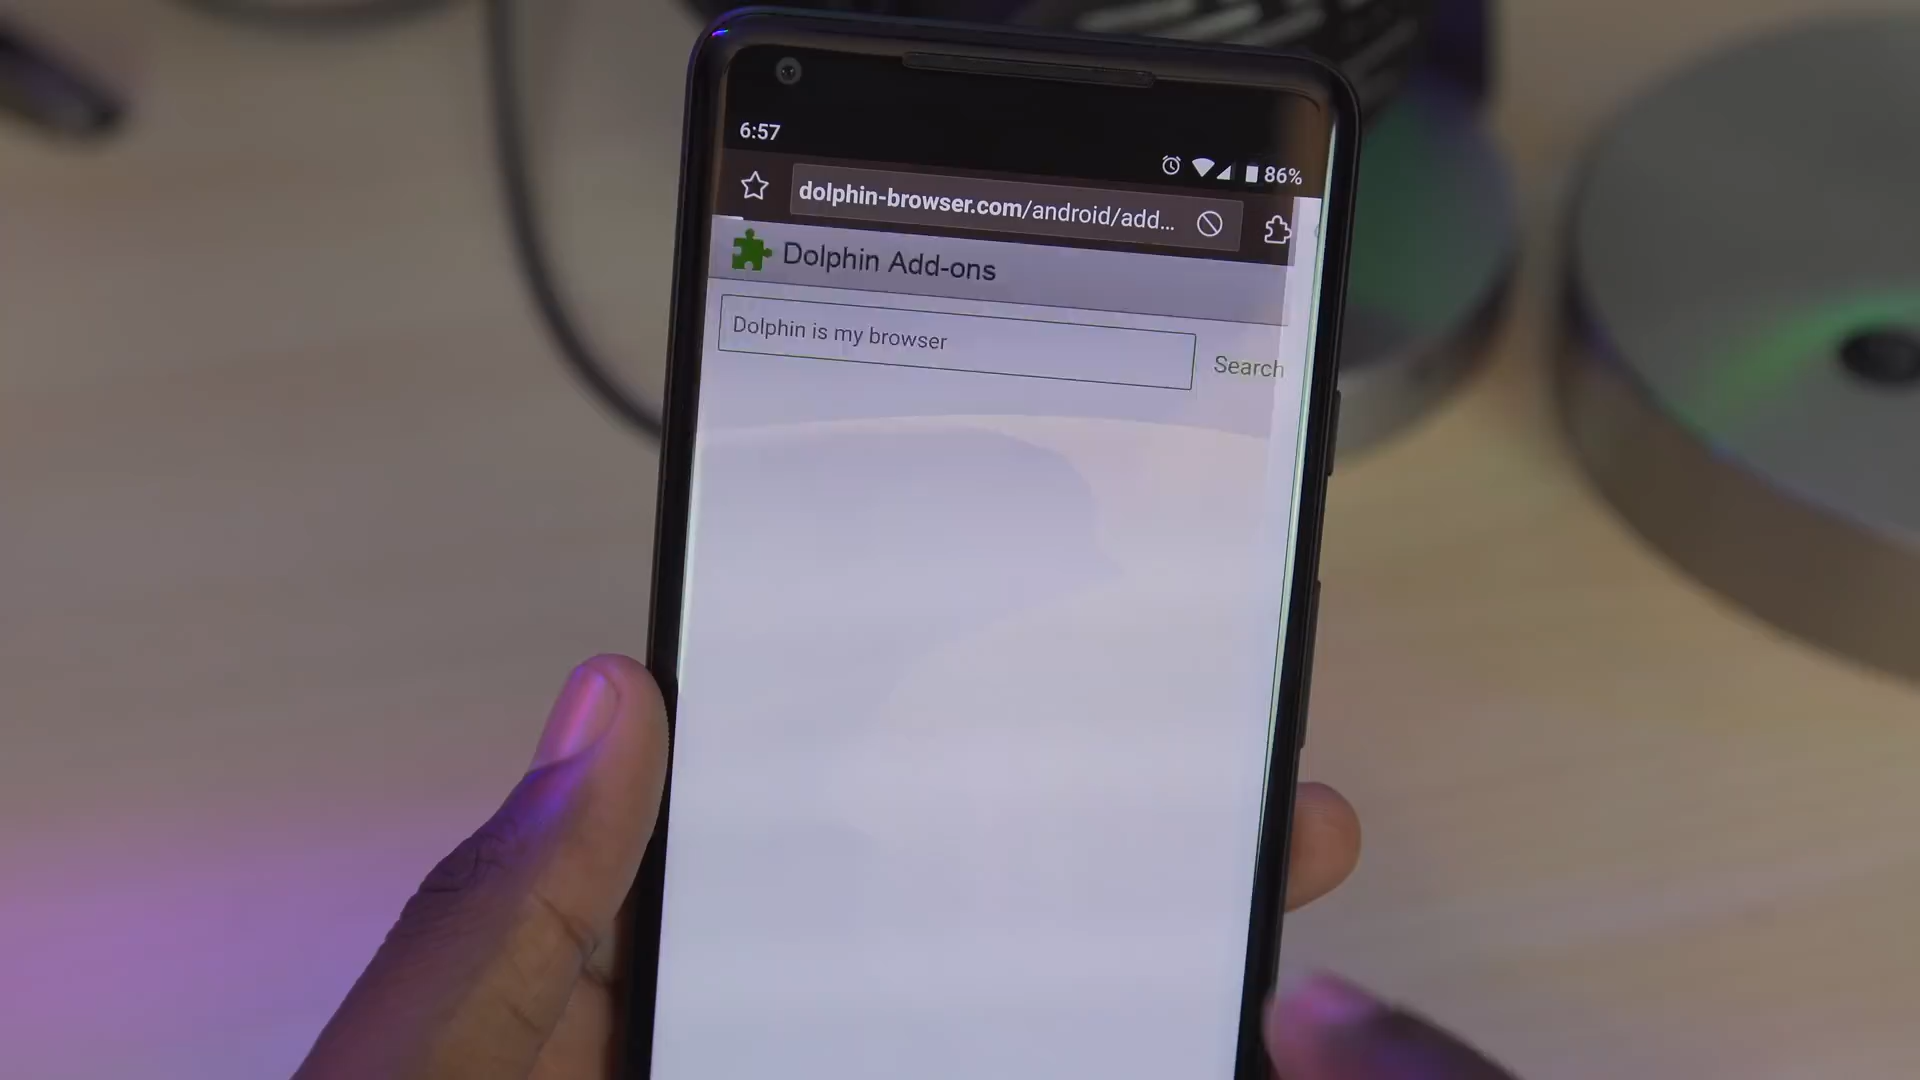 6:57
86%
dolphin-browser.com/android/add...
Dolphin Add-ons
Dolphin is my browser
Search